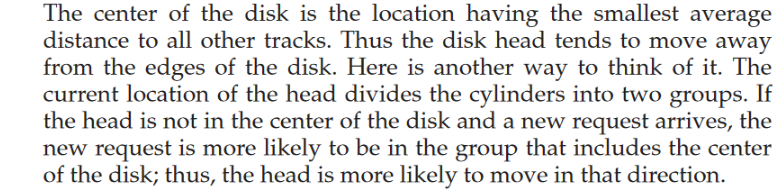 The center of the disk is the location having the smallest average
distance to all other tracks. Thus the disk head tends to move away
from the edges of the disk. Here is another way to think of it. The
current location of the head divides the cylinders into two groups. If
the head is not in the center of the disk and a new request arrives, the
new request is more likely to be in the group that includes the center
of the disk; thus, the head is more likely to move in that direction.